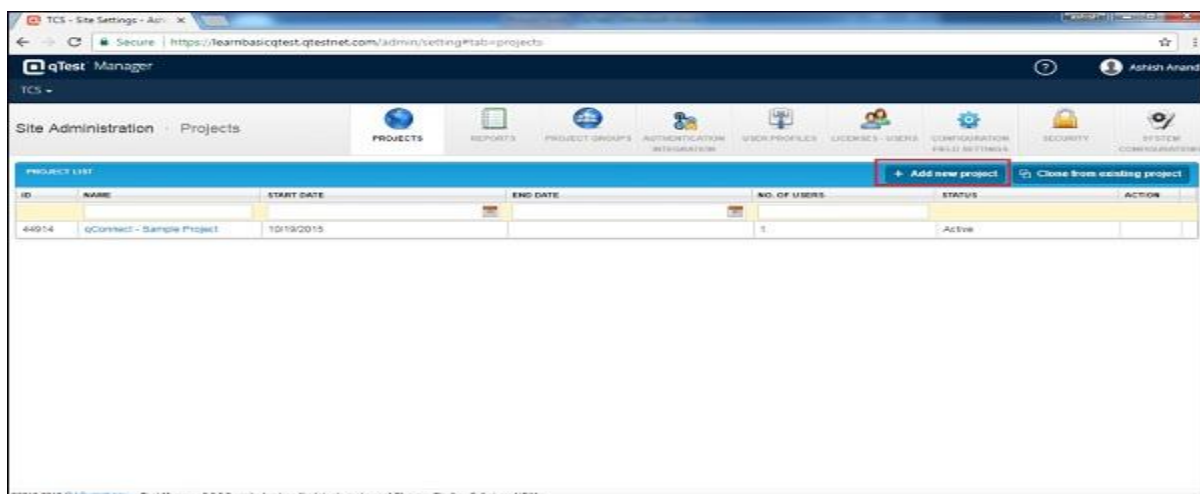 TCS - Site Settings - Ash
Secure https://learnbasicqtest.qtestnet.com/admin/setting#tab=projects
qTest Manager
Ashish Anand
TCS
Site Administration Projects
PROJECTS
REPORTS
PROJECT GROUPS
AUTHENTICATION INTEGRATION
USER PROFILES
LICENSES - USERS
CONFIGURATION FIELD SETTINGS
SECURITY
SYSTEM CONFIGURATIONS
PROJECT LIST
+ Add new project
Clone from existing project
ID NAME START DATE END DATE NO. OF USERS STATUS ACTION
44914 qConnect - Sample Project 10/19/2015 1 Active